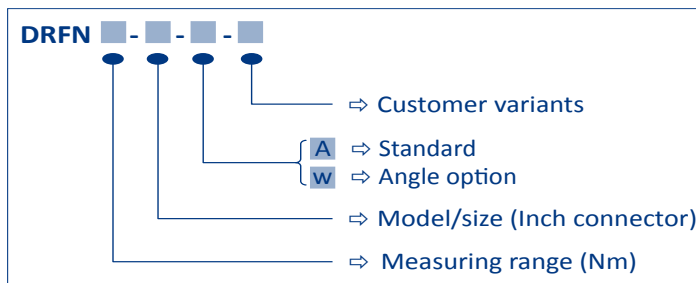 DRFN - - -
⇨ Customer variants
A ⇨ Standard
w ⇨ Angle option
⇨ Model/size (Inch connector)
⇨ Measuring range (Nm)